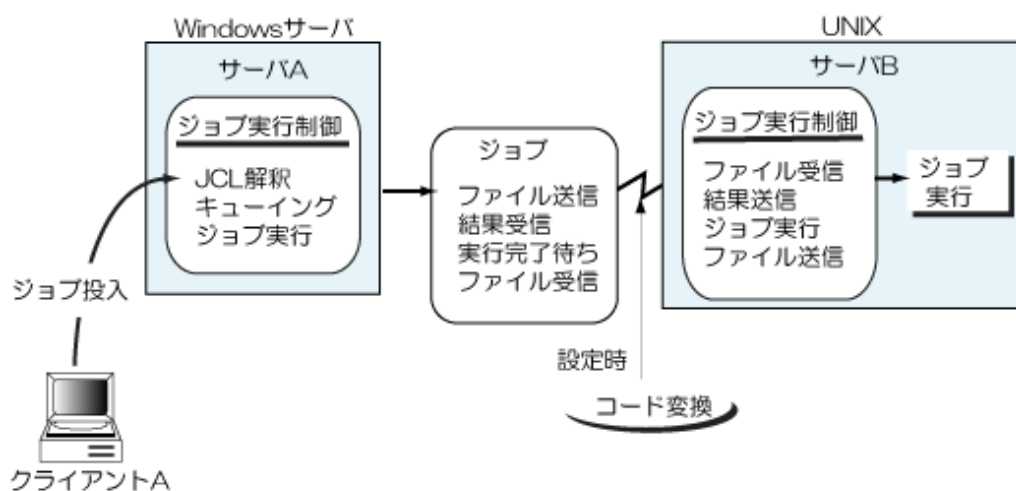 Windowsサーバ
サーバA
ジョブ実行制御
JCL解釈
キューイング
ジョブ実行
ジョブ投入
クライアントA
ジョブ
ファイル送信
結果受信
実行完了待ち
ファイル受信
設定時
コード変換
UNIX
サーバB
ジョブ実行制御
ファイル受信
結果送信
ジョブ実行
ファイル送信
ジョブ
実行